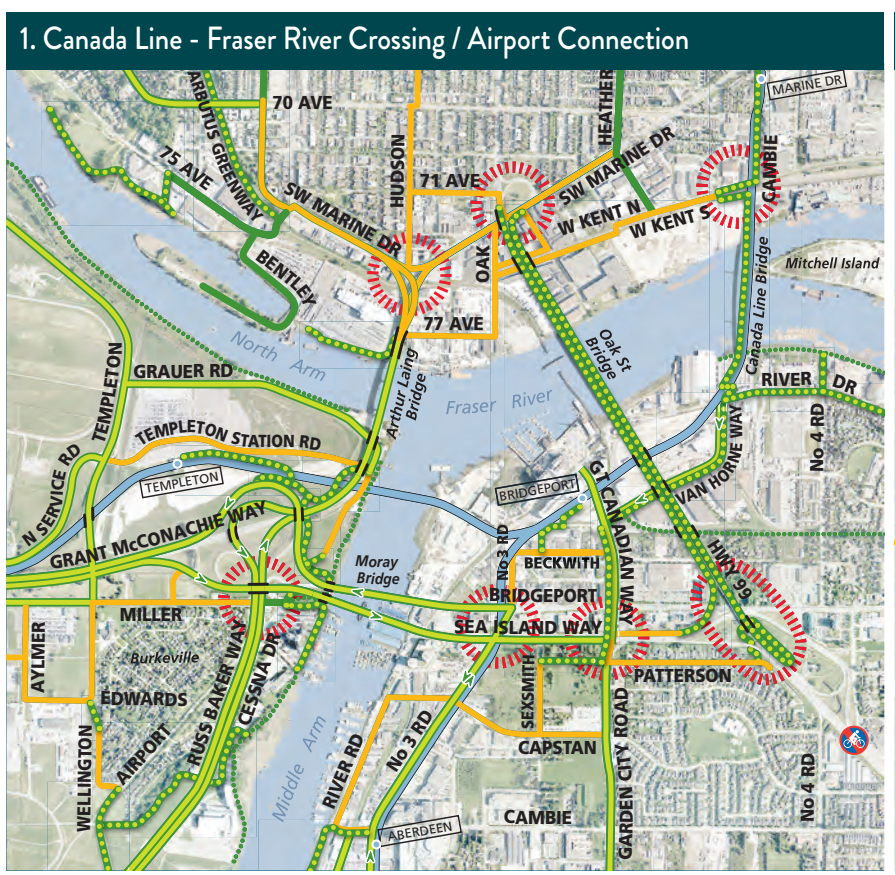 1. Canada Line - Fraser River Crossing / Airport Connection
MARINE DR
70 AVE
ARBUTUS GREENWAY
HEATHER
75 AVE
HUDSON
71 AVE
SW MARINE DR
CAMBIE
SW MARINE DR
W KENT N
W KENT S
OAK
BENTLEY
Mitchell Island
77 AVE
North Arm
Oak St
Bridge
Canada Line Bridge
GRAUER RD
TEMPLETON
Arthur Laing
Bridge
Fraser River
RIVER DR
No 4 RD
TEMPLETON STATION RD
N SERVICE RD
TEMPLETON
BRIDGEPORT
GT CANADIAN WAY
VAN HORNE WAY
GRANT McCONACHIE WAY
No 3 RD
HWY 99
Moray
Bridge
BECKWITH
BRIDGEPORT
MILLER
SEA ISLAND WAY
AYLMER
Burkeville
RUSS BAKER WAY
CESSNA DR
EDWARDS
SEXSMITH
PATTERSON
WELLINGTON
AIRPORT
Middle Arm
RIVER RD
No 3 RD
CAPSTAN
GARDEN CITY ROAD
No 4 RD
CAMBIE
ABERDEEN